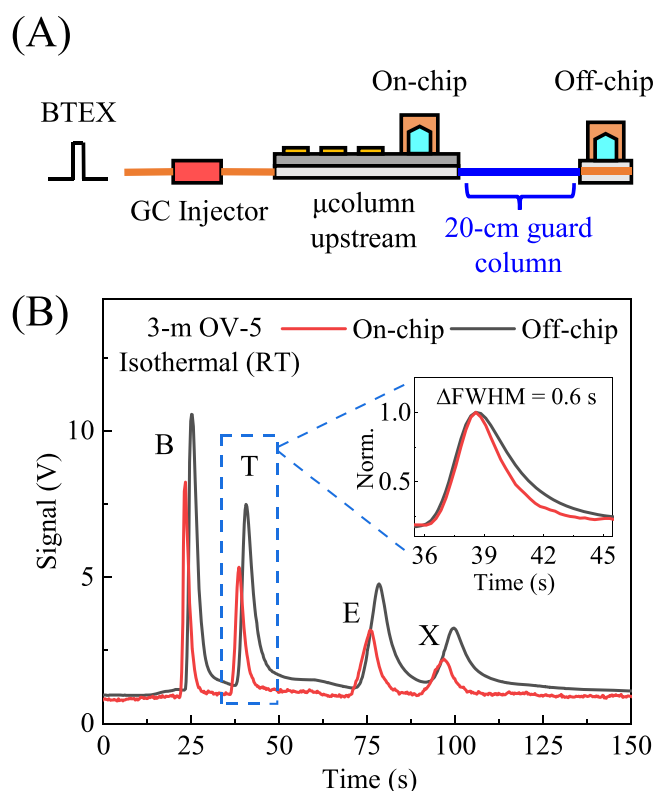 (A)
On-chip
Off-chip
BTEX
GC Injector
μcolumn
upstream
20-cm guard
column
(B)
3-m OV-5
On-chip
Off-chip
Isothermal (RT)
ΔFWHM = 0.6 s
Norm.
1.0
0.5
36
39
42
45
Time (s)
B
T
E
X
Signal (V)
10
5
0
0
25
50
75
100
125
150
Time (s)